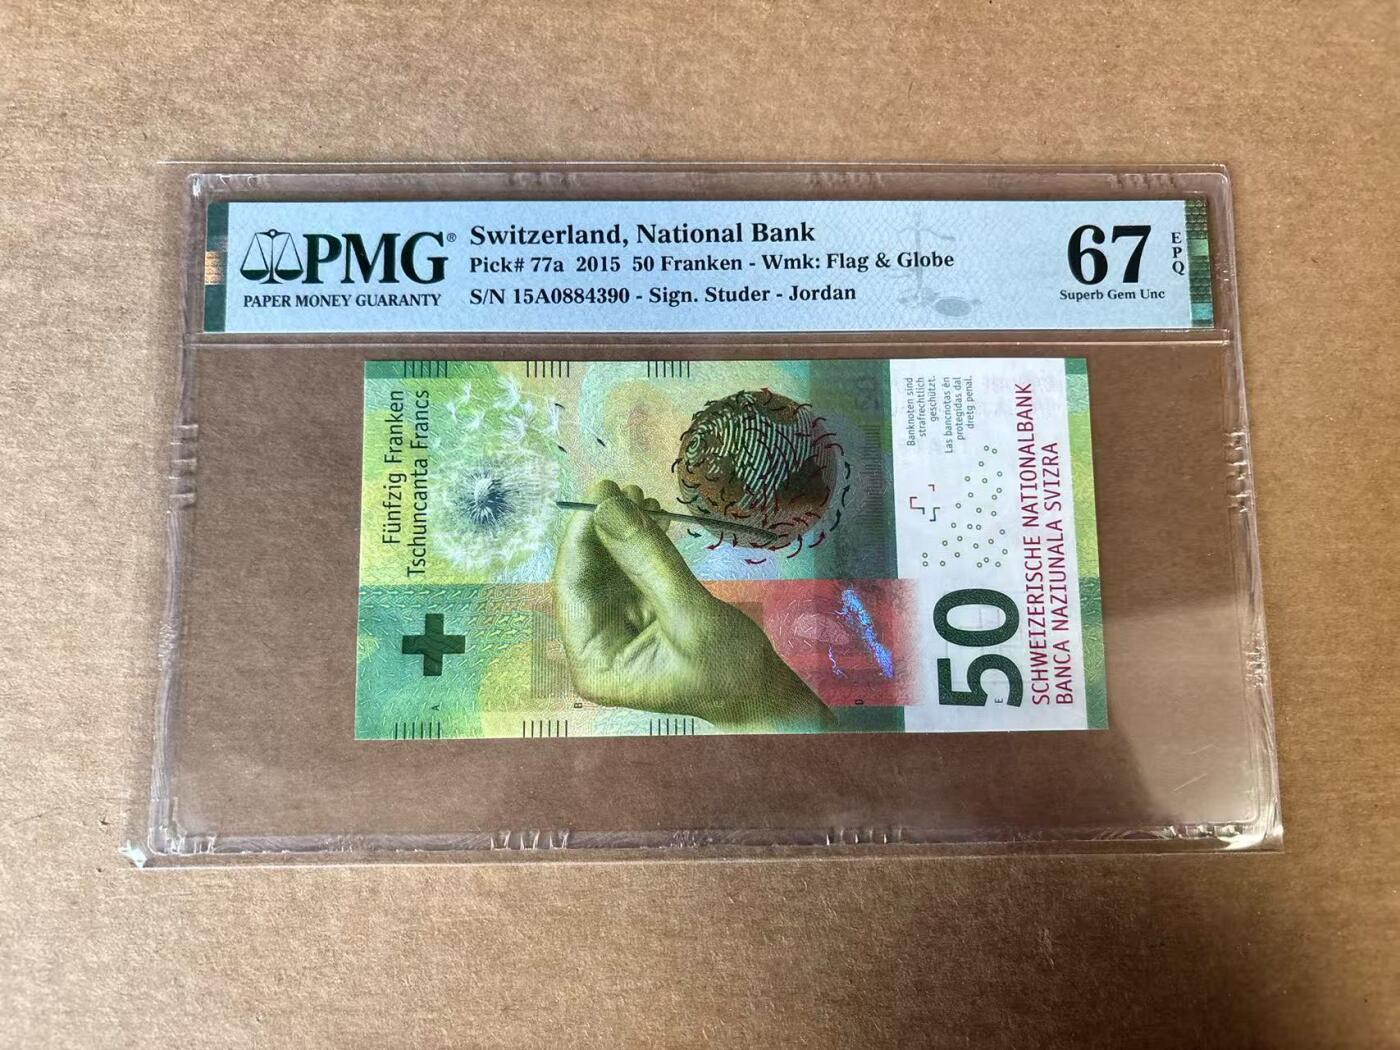 PMG®
PAPER MONEY GUARANTY
Switzerland, National Bank
Pick# 77a 2015 50 Franken - Wmk: Flag & Globe
S/N 15A0884390 - Sign. Studer - Jordan
67
EPQ
Superb Gem Unc
Fünfzig Franken
Tschuncanta Francs
Banknoten sind
strafrechtlich
geschützt.
Las bancnotas èn
protegidas dal
dretg penal.
50
SCHWEIZERISCHE NATIONALBANK
BANCA NAZIUNALA SVIZRA
A
B
D
E